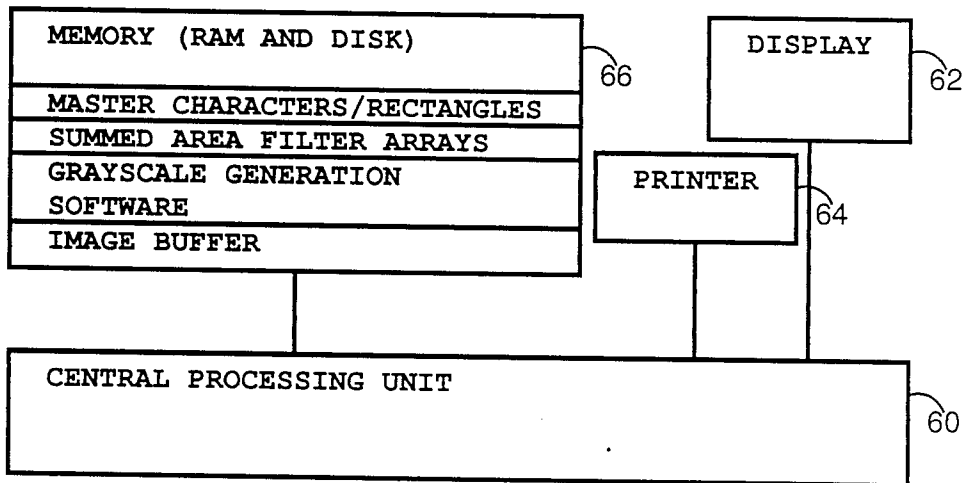 MEMORY (RAM AND DISK)
66
MASTER CHARACTERS/RECTANGLES
SUMMED AREA FILTER ARRAYS
GRAYSCALE GENERATION
SOFTWARE
IMAGE BUFFER
DISPLAY
62
PRINTER
64
CENTRAL PROCESSING UNIT
60